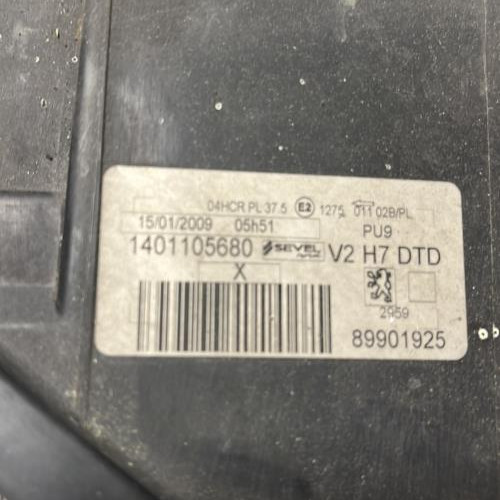 04HCR PL 37.5 E2 1275 011 02B/PL
15/01/2009 05h51 PU9
1401105680 SEVEL V2 H7 DTD
X
2959
89901925